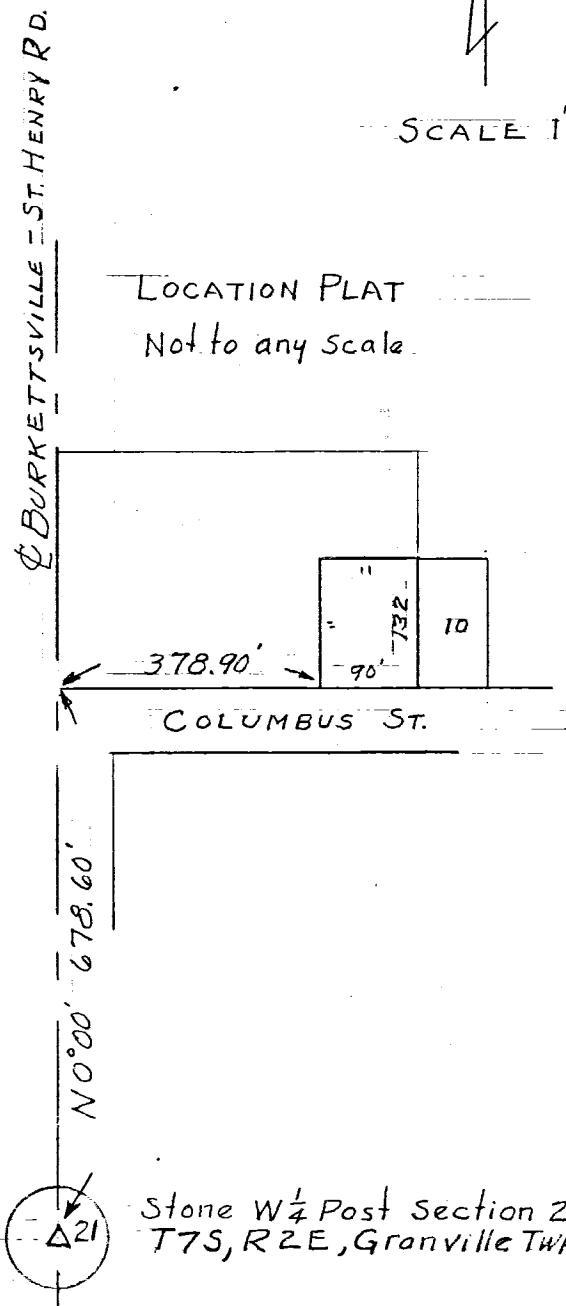 SCALE 1"
℄ BURKETTSVILLE - ST. HENRY RD.
LOCATION PLAT
Not to any Scale
"
=
132
10
90'
378.90'
COLUMBUS ST.
N0°00' 678.60'
21
Stone W¼ Post Section 2
T7S, R2E, Granville Twp